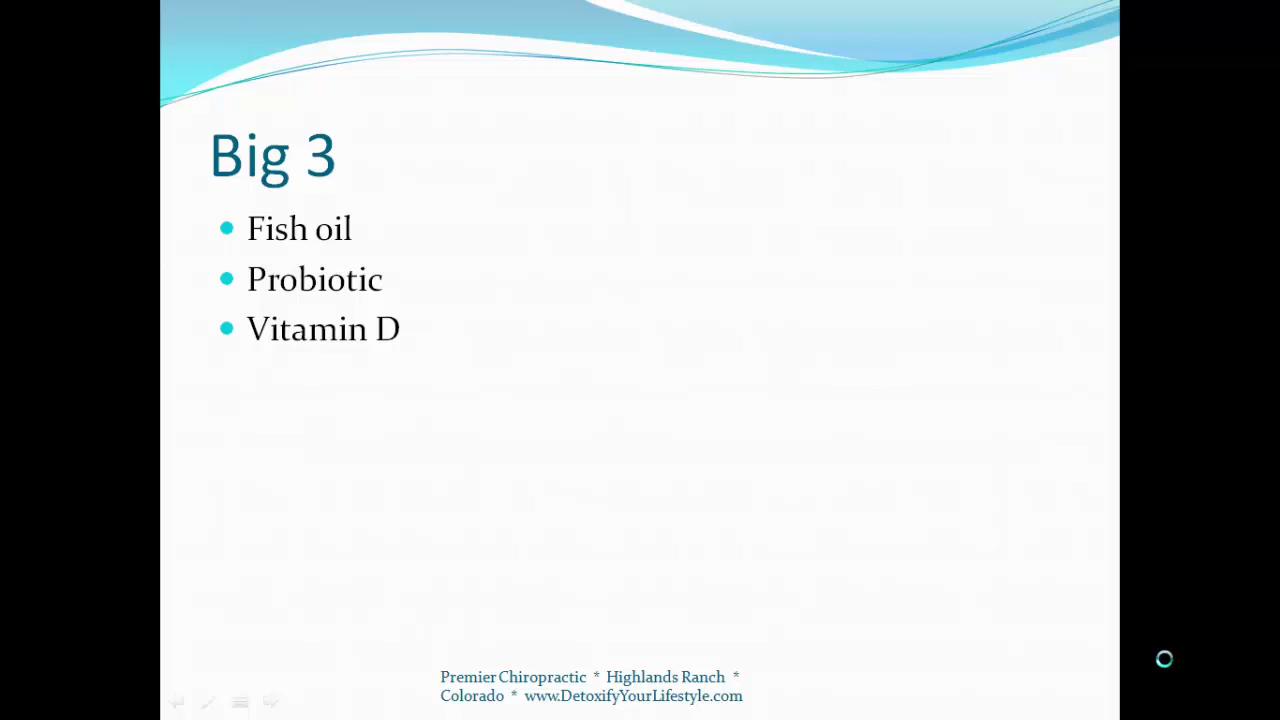 Big 3
Fish oil
Probiotic
Vitamin D
Premier Chiropractic * Highlands Ranch *
Colorado * www.DetoxifyYourLifestyle.com